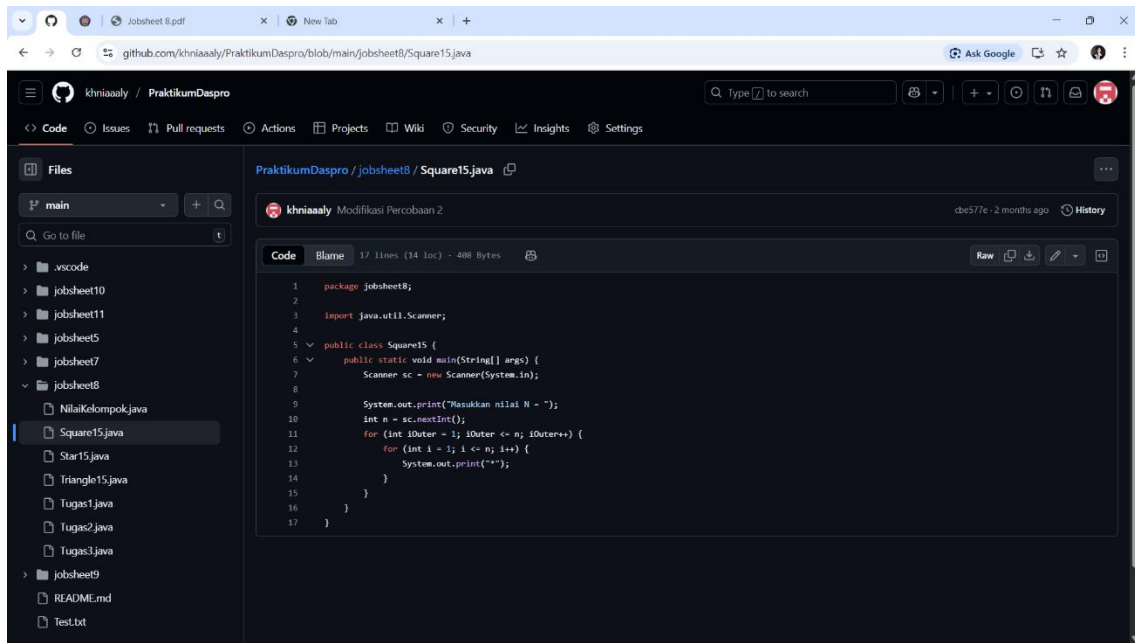 Jobsheet 8.pdf
New Tab
github.com/khniaaaly/PraktikumDaspro/blob/main/jobsheet8/Square15.java
Ask Google
khniaaaly / PraktikumDaspro
Type / to search
Code Issues Pull requests Actions Projects Wiki Security Insights Settings
Files
main
Go to file
t
.vscode
jobsheet10
jobsheet11
jobsheet5
jobsheet7
jobsheet8
NilaiKelompok.java
Square15.java
Star15.java
Triangle15.java
Tugas1.java
Tugas2.java
Tugas3.java
jobsheet9
README.md
Test.txt
PraktikumDaspro / jobsheet8 / Square15.java
khniaaaly Modifikasi Percobaan 2
cbe577e · 2 months ago History
Code Blame 17 lines (14 loc) · 408 Bytes
Raw
1 package jobsheet8;
2
3 import java.util.Scanner;
4
5 public class Square15 {
6 public static void main(String[] args) {
7 Scanner sc = new Scanner(System.in);
8
9 System.out.print("Masukkan nilai N = ");
10 int n = sc.nextInt();
11 for (int iOuter = 1; iOuter <= n; iOuter++) {
12 for (int i = 1; i <= n; i++) {
13 System.out.print("*");
14 }
15 }
16 }
17 }